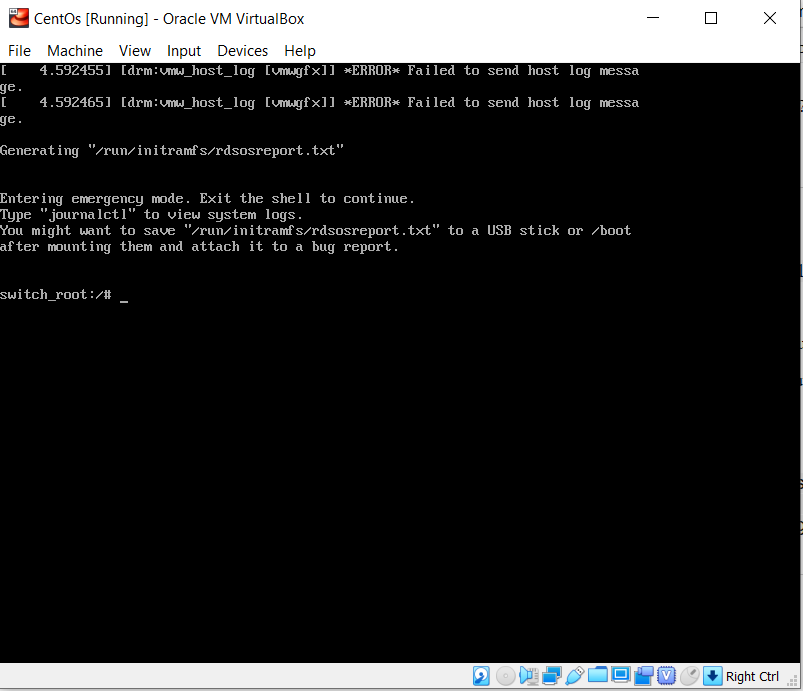 CentOs [Running] - Oracle VM VirtualBox
File Machine View Input Devices Help
[    4.592455] [drm:vmw_host_log [vmwgfx]] *ERROR* Failed to send host log messa
ge.
[    4.592465] [drm:vmw_host_log [vmwgfx]] *ERROR* Failed to send host log messa
ge.
Generating "/run/initramfs/rdsosreport.txt"
Entering emergency mode. Exit the shell to continue.
Type "journalctl" to view system logs.
You might want to save "/run/initramfs/rdsosreport.txt" to a USB stick or /boot
after mounting them and attach it to a bug report.
switch_root:/# _
Right Ctrl